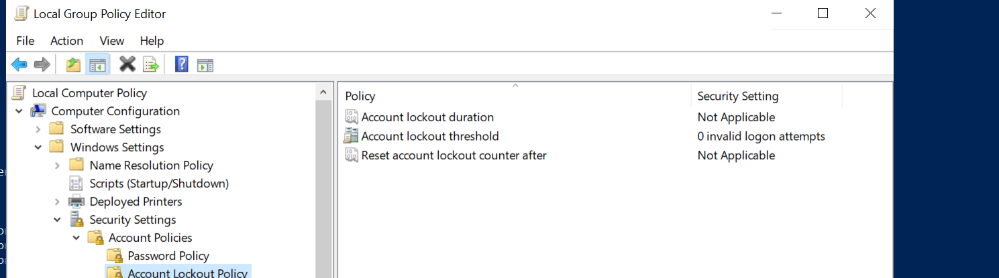 Local Group Policy Editor
File Action View Help
Local Computer Policy
Computer Configuration
Software Settings
Windows Settings
Name Resolution Policy
Scripts (Startup/Shutdown)
Deployed Printers
Security Settings
Account Policies
Password Policy
Account Lockout Policy
Policy Security Setting
Account lockout duration Not Applicable
Account lockout threshold 0 invalid logon attempts
Reset account lockout counter after Not Applicable